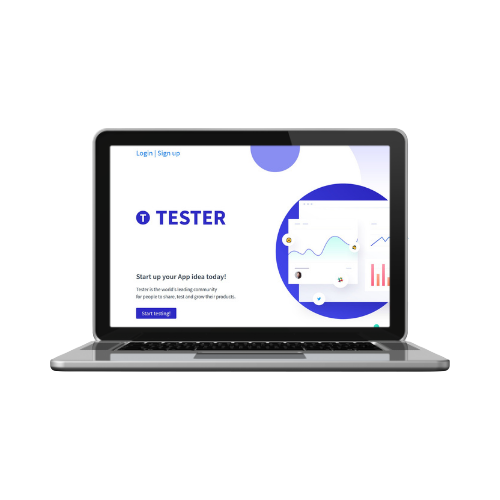 Login | Sign up
T TESTER
Start up your App idea today!
Tester is the world's leading community
for people to share, test and grow their products.
Start testing!